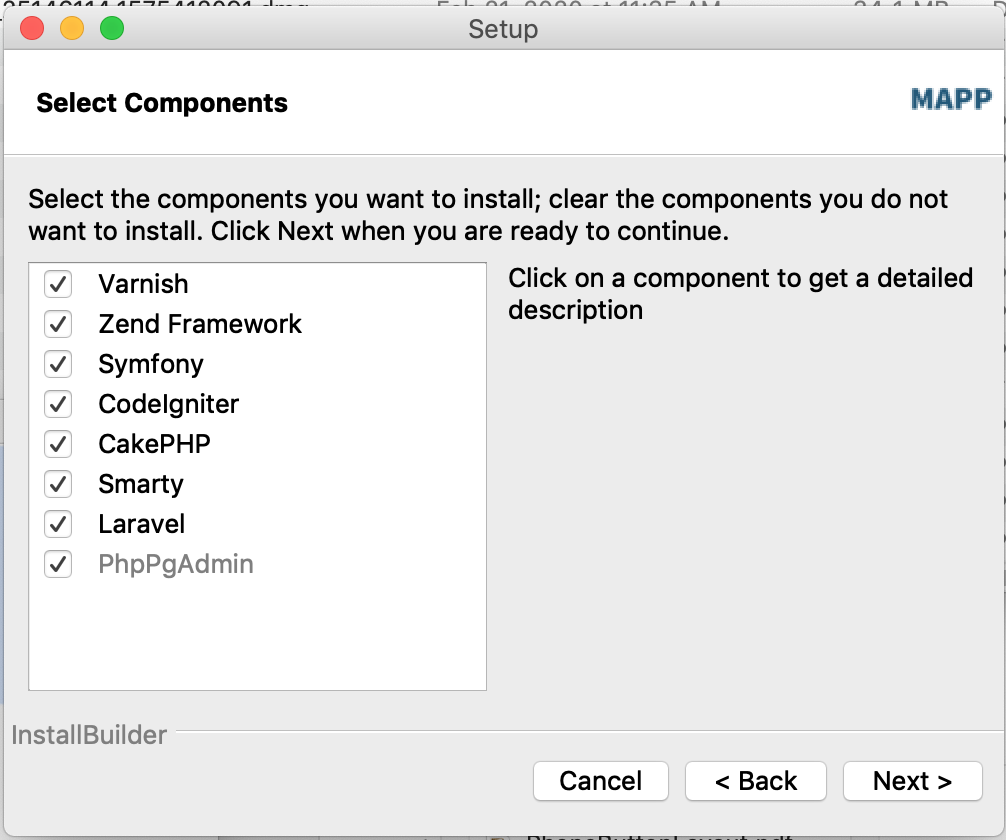 Setup
Select Components
MAPP
Select the components you want to install; clear the components you do not
want to install. Click Next when you are ready to continue.
Varnish
Zend Framework
Symfony
CodeIgniter
CakePHP
Smarty
Laravel
PhpPgAdmin
Click on a component to get a detailed
description
InstallBuilder
Cancel
< Back
Next >